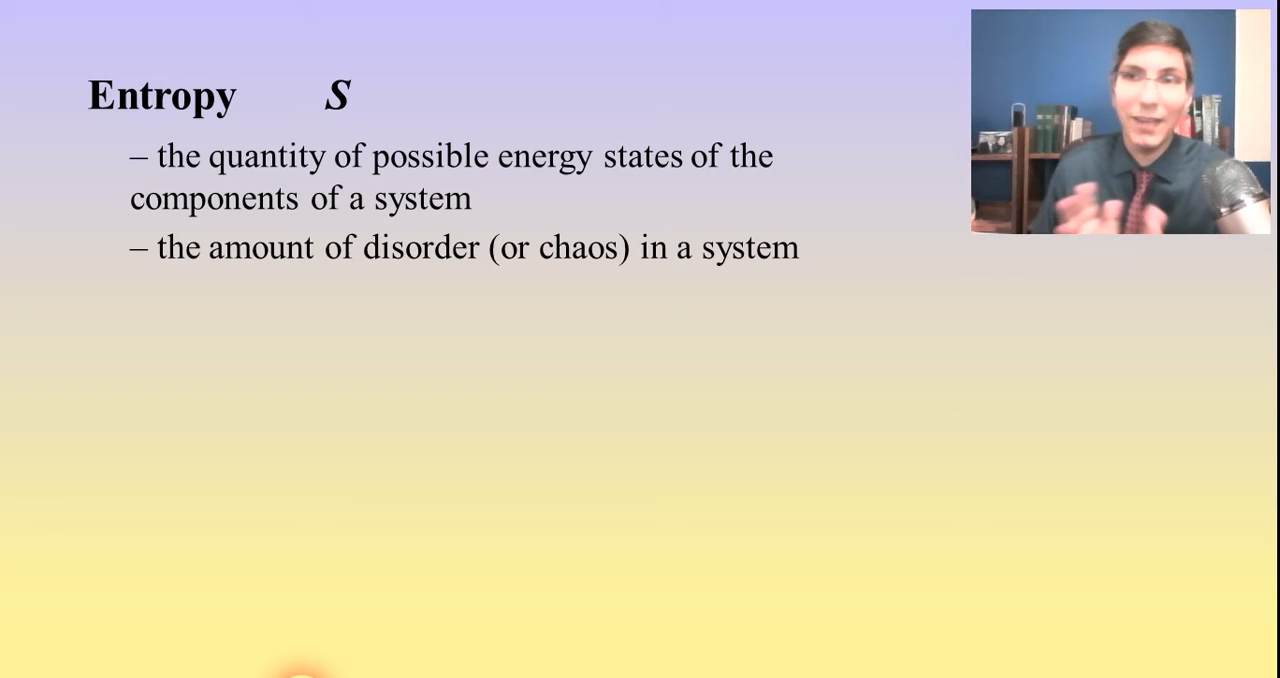 Entropy S
– the quantity of possible energy states of the
components of a system
– the amount of disorder (or chaos) in a system